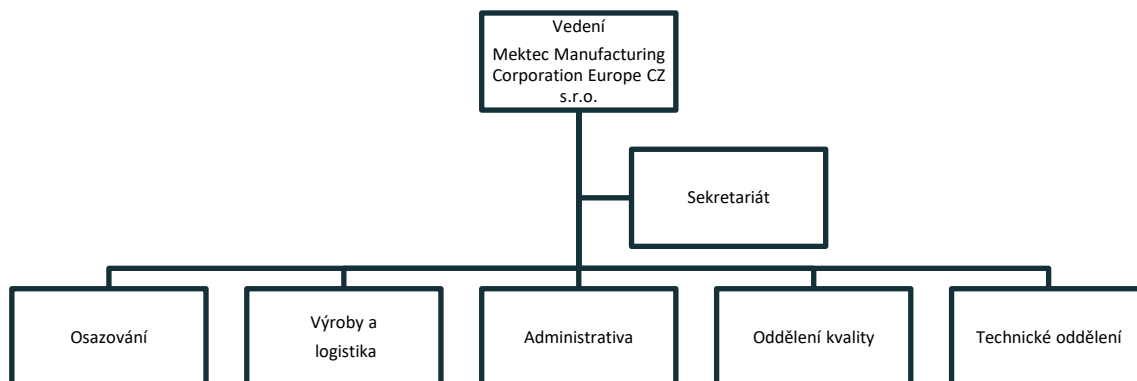 Vedení
Mektec Manufacturing
Corporation Europe CZ
s.r.o.
Sekretariát
Osazování
Výroby a
logistika
Administrativa
Oddělení kvality
Technické oddělení